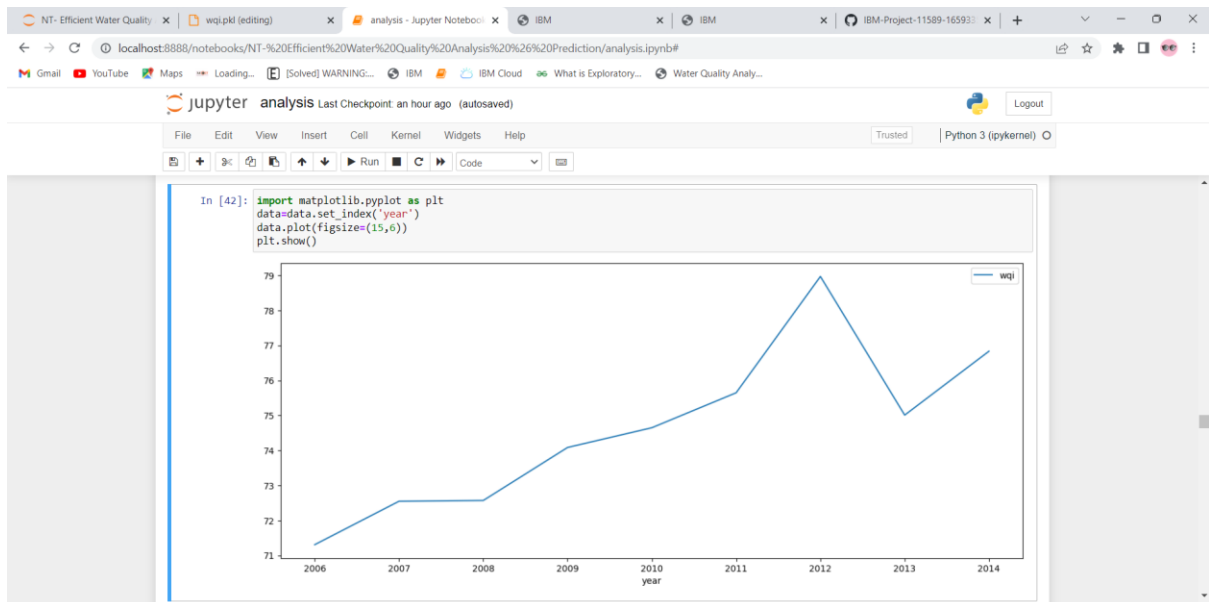 NT- Efficient Water Quality
wqi.pkl (editing)
analysis - Jupyter Notebook
IBM
IBM
IBM-Project-11589-165933
localhost:8888/notebooks/NT-%20Efficient%20Water%20Quality%20Analysis%20%26%20Prediction/analysis.ipynb#
Gmail YouTube Maps Loading... [Solved] WARNING:... IBM IBM Cloud What is Exploratory... Water Quality Analy...
jupyter analysis Last Checkpoint: an hour ago (autosaved) Logout
File Edit View Insert Cell Kernel Widgets Help Trusted Python 3 (ipykernel)
Run Code
In [42]: import matplotlib.pyplot as plt
data=data.set_index('year')
data.plot(figsize=(15,6))
plt.show()
wqi
79
78
77
76
75
74
73
72
71
2006 2007 2008 2009 2010 2011 2012 2013 2014
year